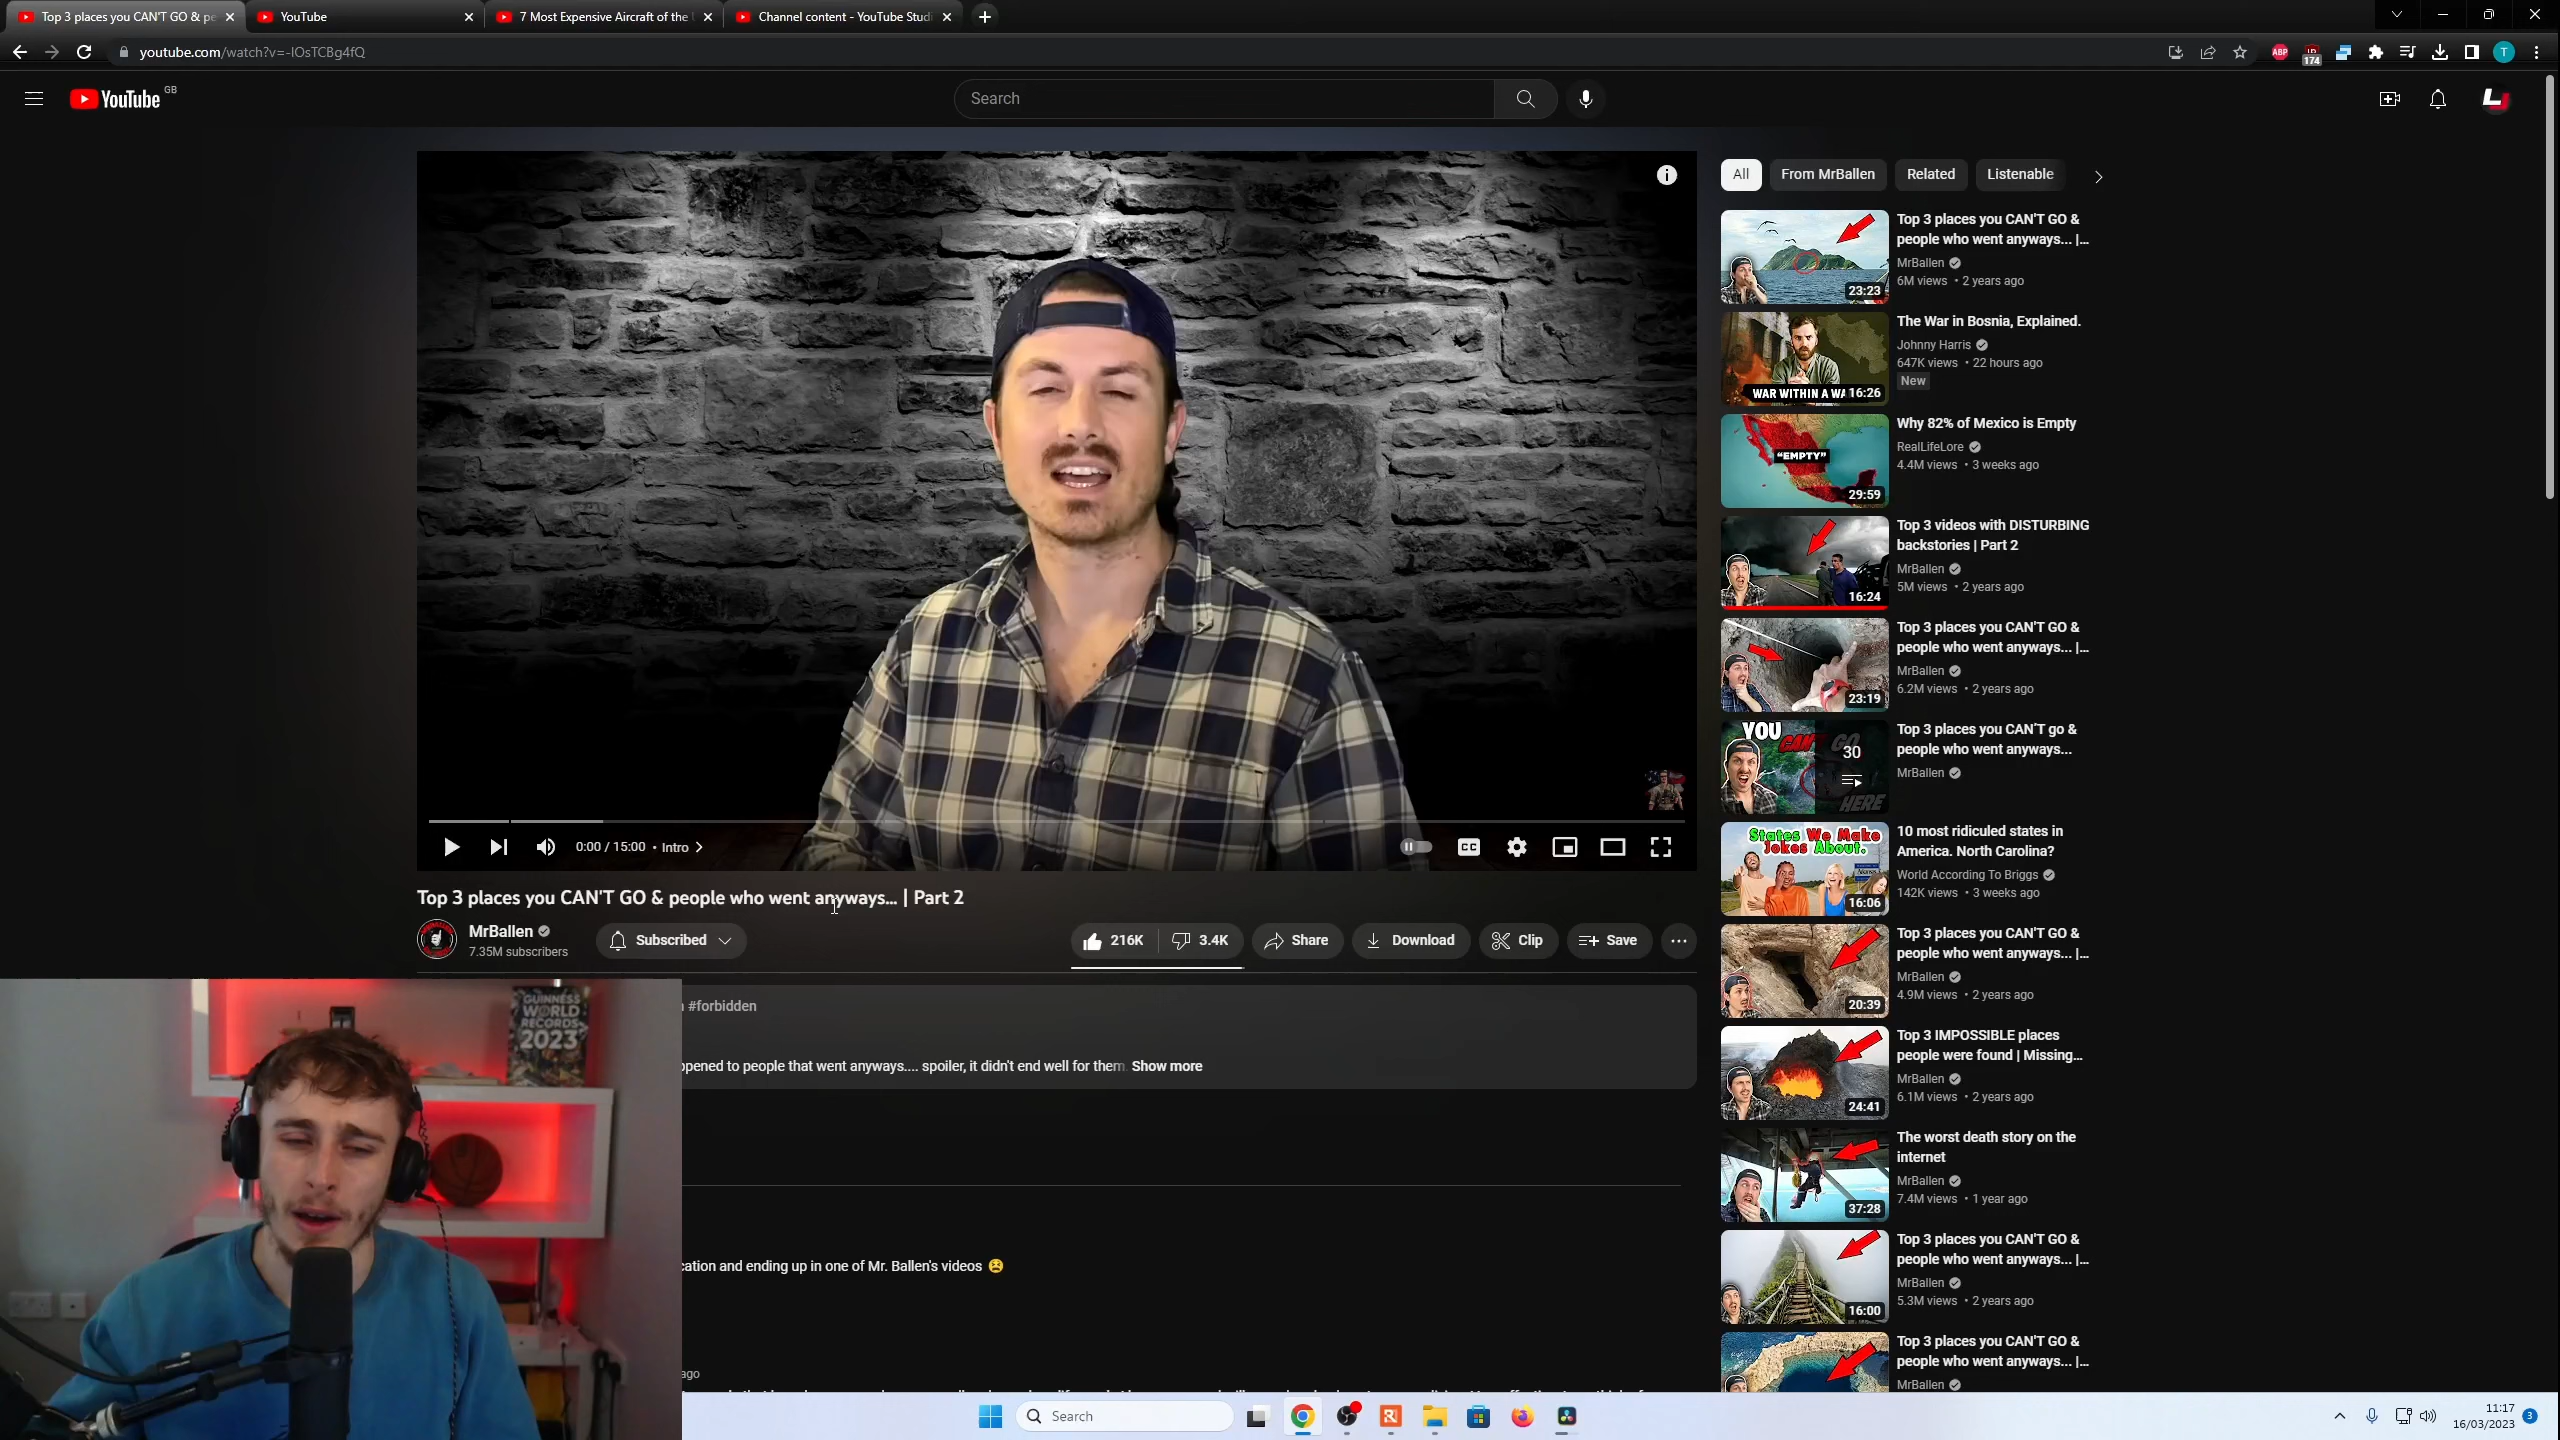 Top 3 places you CAN'T GO & pe
YouTube
7 Most Expensive Aircraft of the
Channel content - YouTube Studi
youtube.com/watch?v=-IOsTCBg4fQ
ABP
174
T
YouTube GB
Search
All
From MrBallen
Related
Listenable
Top 3 places you CAN'T GO &
people who went anyways... |...
MrBallen
6M views • 2 years ago
23:23
The War in Bosnia, Explained.
Johnny Harris
647K views • 22 hours ago
New
WAR WITHIN A WA
16:26
Why 82% of Mexico is Empty
RealLifeLore
4.4M views • 3 weeks ago
"EMPTY"
29:59
Top 3 videos with DISTURBING
backstories | Part 2
MrBallen
5M views • 2 years ago
16:24
Top 3 places you CAN'T GO &
people who went anyways... |...
MrBallen
6.2M views • 2 years ago
23:19
Top 3 places you CAN'T go &
people who went anyways...
MrBallen
YOU CAN'T GO
HERE
30
10 most ridiculed states in
America. North Carolina?
World According To Briggs
142K views • 3 weeks ago
States We Make
Jokes About.
16:06
Top 3 places you CAN'T GO &
people who went anyways... |...
MrBallen
4.9M views • 2 years ago
20:39
Top 3 IMPOSSIBLE places
people were found | Missing...
MrBallen
6.1M views • 2 years ago
24:41
The worst death story on the
internet
MrBallen
7.4M views • 1 year ago
37:28
Top 3 places you CAN'T GO &
people who went anyways... |...
MrBallen
5.3M views • 2 years ago
16:00
Top 3 places you CAN'T GO &
people who went anyways... |...
MrBallen
0:00 / 15:00 • Intro
CC
Top 3 places you CAN'T GO & people who went anyways... | Part 2
MrBallen
7.35M subscribers
Subscribed
216K
3.4K
Share
Download
Clip
Save
#forbidden
ppened to people that went anyways.... spoiler, it didn't end well for them. Show more
cation and ending up in one of Mr. Ballen's videos 😫
ago
GUINNESS
WORLD
RECORDS
2023
Search
11:17
16/03/2023
3